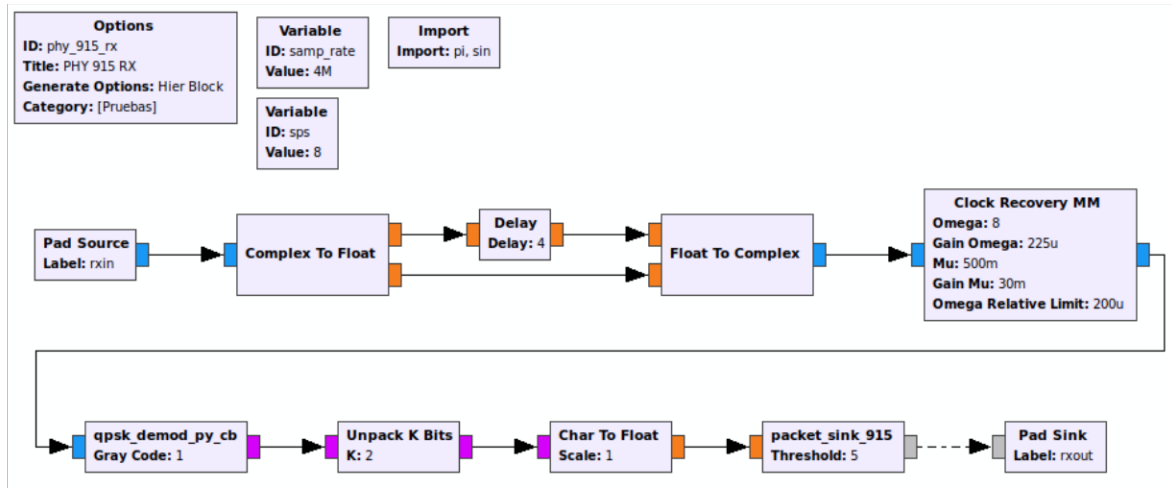 Options
ID: phy_915_rx
Title: PHY 915 RX
Generate Options: Hier Block
Category: [Pruebas]
Variable
ID: samp_rate
Value: 4M
Import
Import: pi, sin
Variable
ID: sps
Value: 8
Pad Source
Label: rxin
Complex To Float
Delay
Delay: 4
Float To Complex
Clock Recovery MM
Omega: 8
Gain Omega: 225u
Mu: 500m
Gain Mu: 30m
Omega Relative Limit: 200u
qpsk_demod_py_cb
Gray Code: 1
Unpack K Bits
K: 2
Char To Float
Scale: 1
packet_sink_915
Threshold: 5
Pad Sink
Label: rxout